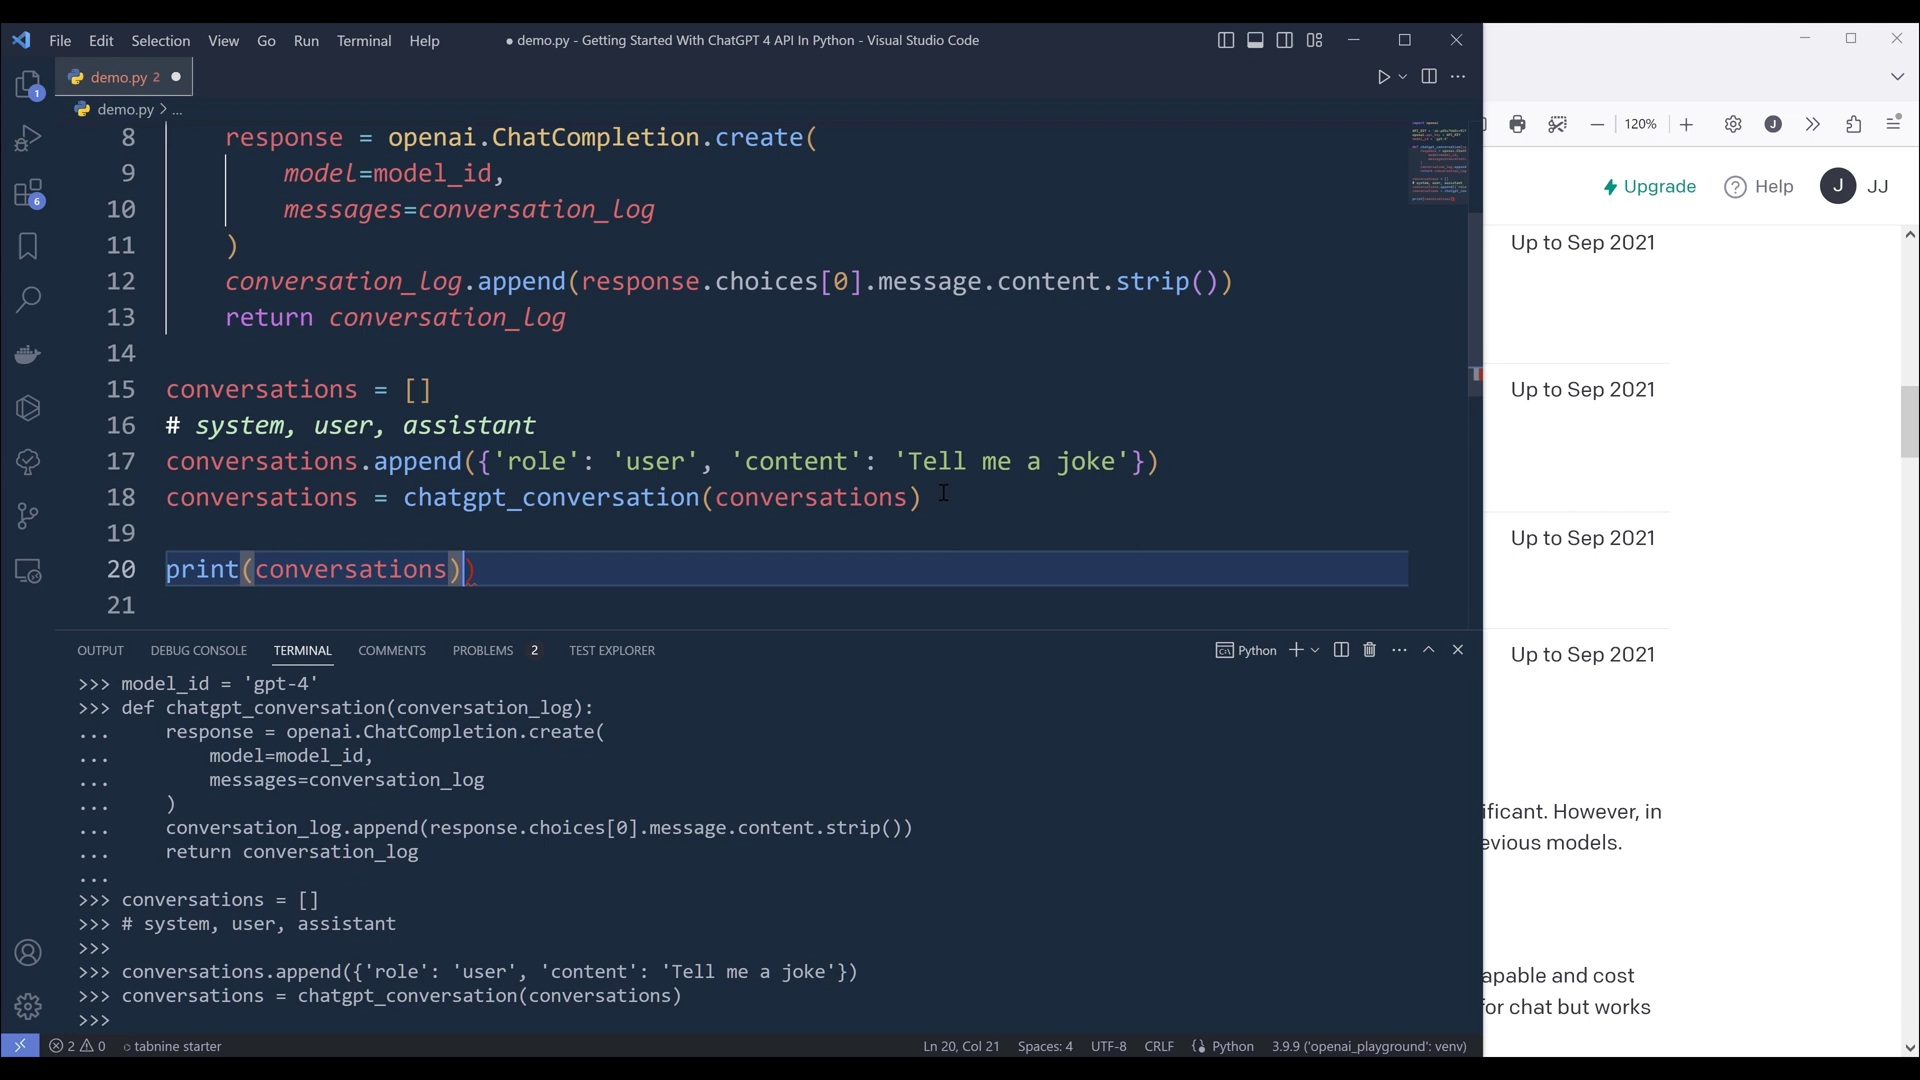 File Edit Selection View Go Run Terminal Help
● demo.py - Getting Started With ChatGPT 4 API In Python - Visual Studio Code
demo.py 2 ●
demo.py > ...
8 response = openai.ChatCompletion.create(
9 model=model_id,
10 messages=conversation_log
11 )
12 conversation_log.append(response.choices[0].message.content.strip())
13 return conversation_log
14
15 conversations = []
16 # system, user, assistant
17 conversations.append({'role': 'user', 'content': 'Tell me a joke'})
18 conversations = chatgpt_conversation(conversations)
19
20 print(conversations))
21
1
6
OUTPUT DEBUG CONSOLE TERMINAL COMMENTS PROBLEMS 2 TEST EXPLORER Python
>>> model_id = 'gpt-4'
>>> def chatgpt_conversation(conversation_log):
... response = openai.ChatCompletion.create(
... model=model_id,
... messages=conversation_log
... )
... conversation_log.append(response.choices[0].message.content.strip())
... return conversation_log
...
>>> conversations = []
>>> # system, user, assistant
>>>
>>> conversations.append({'role': 'user', 'content': 'Tell me a joke'})
>>> conversations = chatgpt_conversation(conversations)
>>>
2 0 tabnine starter Ln 20, Col 21 Spaces: 4 UTF-8 CRLF Python 3.9.9 ('openai_playground': venv)
120% J
Upgrade Help J JJ
Up to Sep 2021
Up to Sep 2021
Up to Sep 2021
Up to Sep 2021
ificant. However, in
evious models.
apable and cost
for chat but works